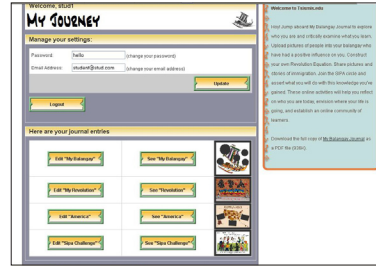 Welcome, stud1
My Journey
Manage your settings:
Password: hello (change your password)
Email Address: student@stud.com (change your email address)
Update
Logout
Here are your journal entries
Edit "My Balangay" See "My Balangay"
Edit "My Revolution" See "Revolution"
Edit "America" See "America"
Edit "Sipa Challenge" See "Sipa Challenge"
Welcome to
Hop Jump aboard My Balangay Journal to explore
who you are and critically examine what you learn.
Upload pictures of people into your balangay who
have had a positive influence on you. Construct
your own Revolution Equation. Share pictures and
stories of immigration. Join the SIPA circle and
assert what you will do with this knowledge you've
gained. These online activities will help you reflect
on who you are today, envision where your life is
going, and establish an online community of
learners.
Download the full copy of My Balangay Journal as
a PDF file